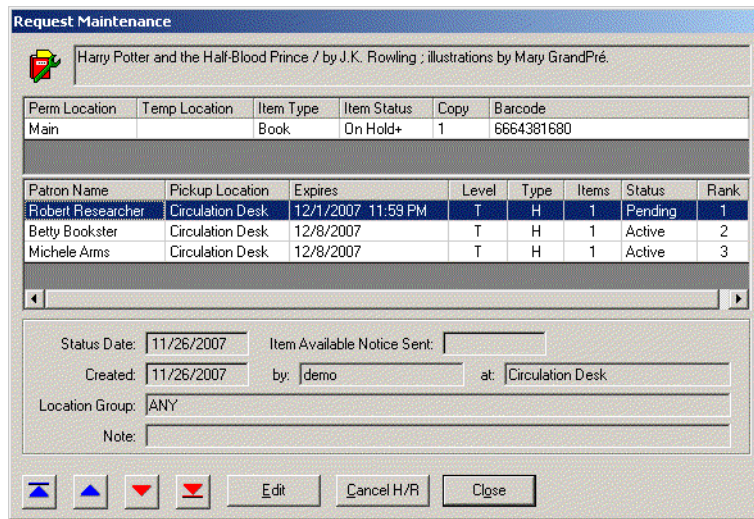 Request Maintenance
Harry Potter and the Half-Blood Prince / by J.K. Rowling ; illustrations by Mary GrandPré.
Perm Location Temp Location Item Type Item Status Copy Barcode
Main Book On Hold+ 1 6664381680
Patron Name Pickup Location Expires Level Type Items Status Rank
Robert Researcher Circulation Desk 12/1/2007 11:59 PM T H 1 Pending 1
Betty Bookster Circulation Desk 12/8/2007 T H 1 Active 2
Michele Arms Circulation Desk 12/8/2007 T H 1 Active 3
Status Date: 11/26/2007 Item Available Notice Sent:
Created: 11/26/2007 by: demo at: Circulation Desk
Location Group: ANY
Note:
Edit Cancel H/R Close